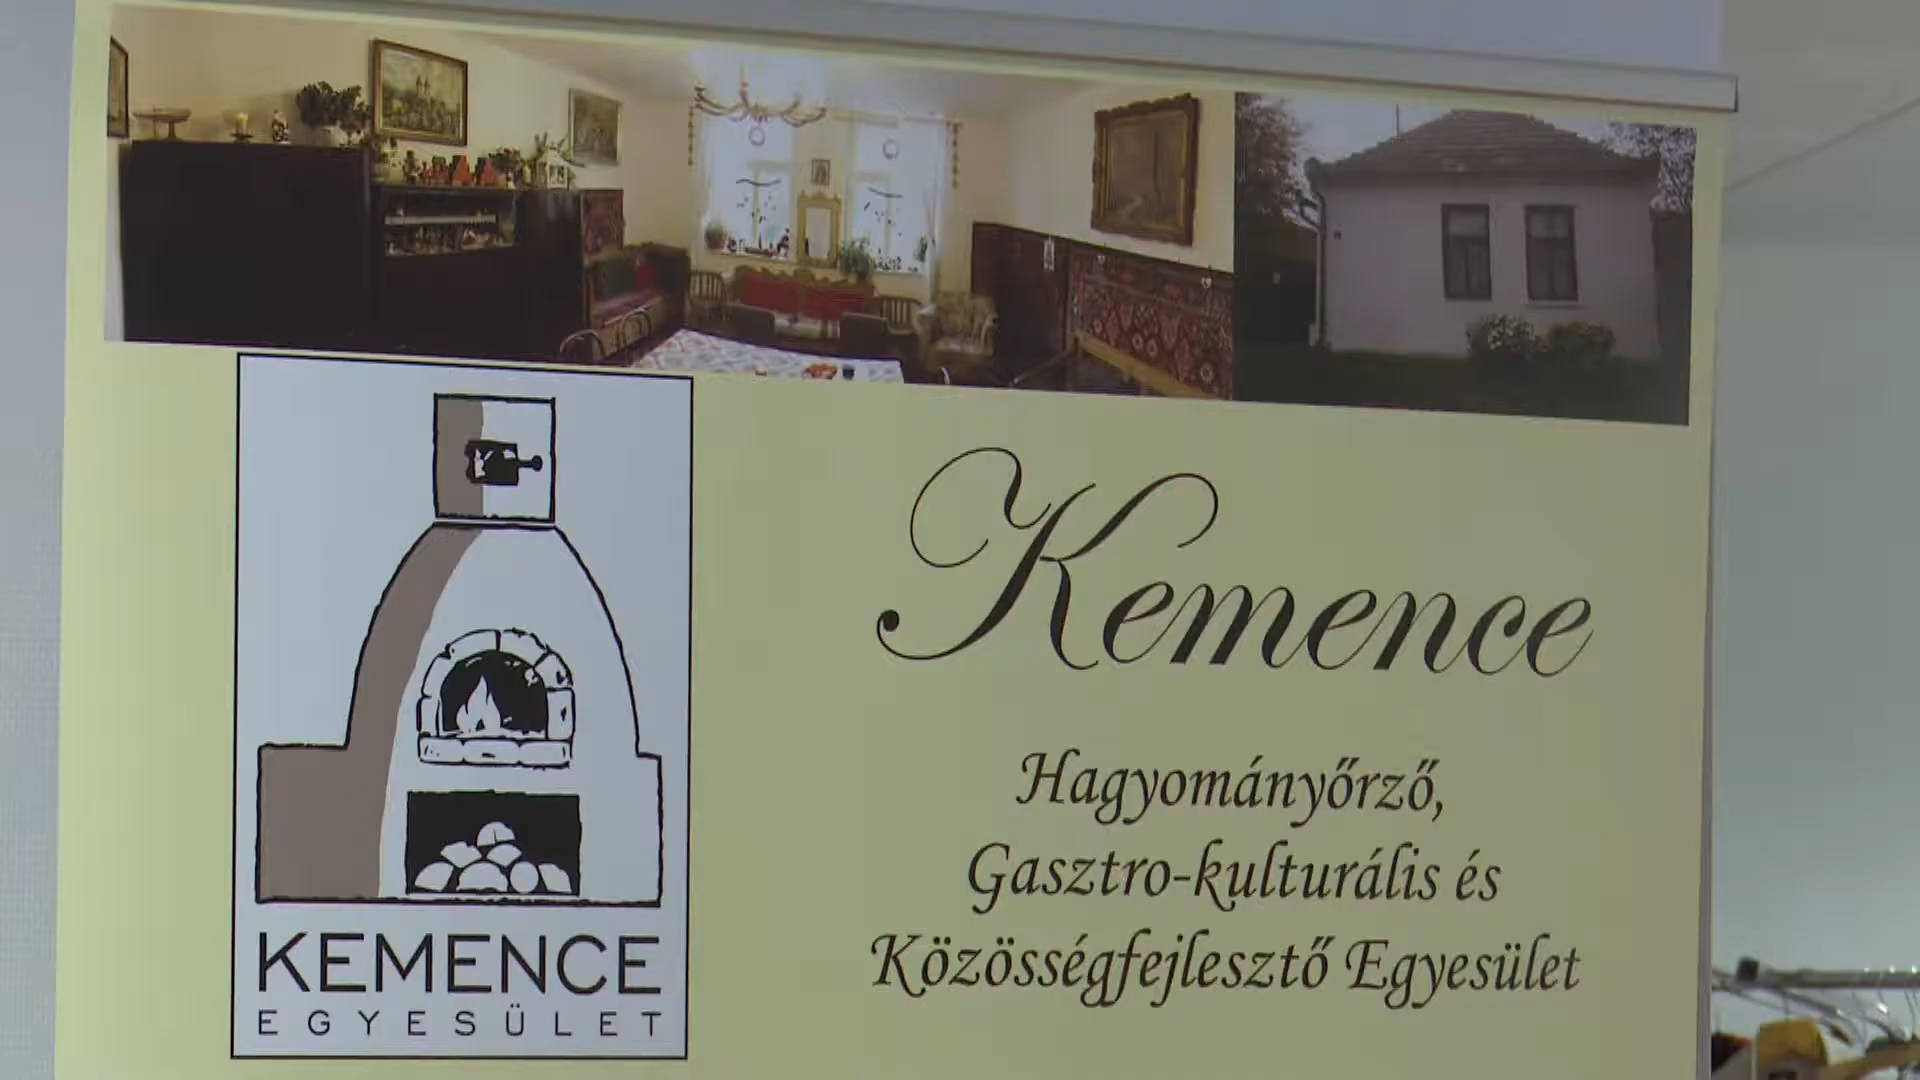 KEMENCE
EGYESÜLET
Kemence
Hagyományőrző,
Gasztro-kulturális és
Közösségfejlesztő Egyesület